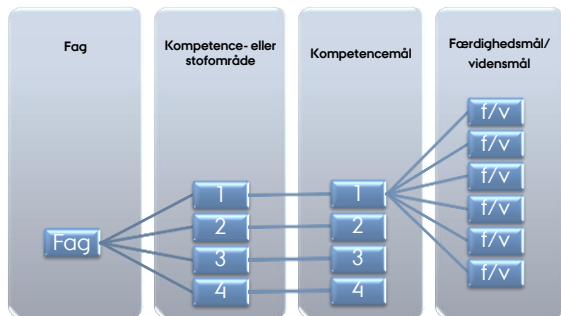 Fag
Kompetence- eller
stofområde
Kompetencemål
Færdighedsmål/
vidensmål
Fag
1
2
3
4
1
2
3
4
f/v
f/v
f/v
f/v
f/v
f/v